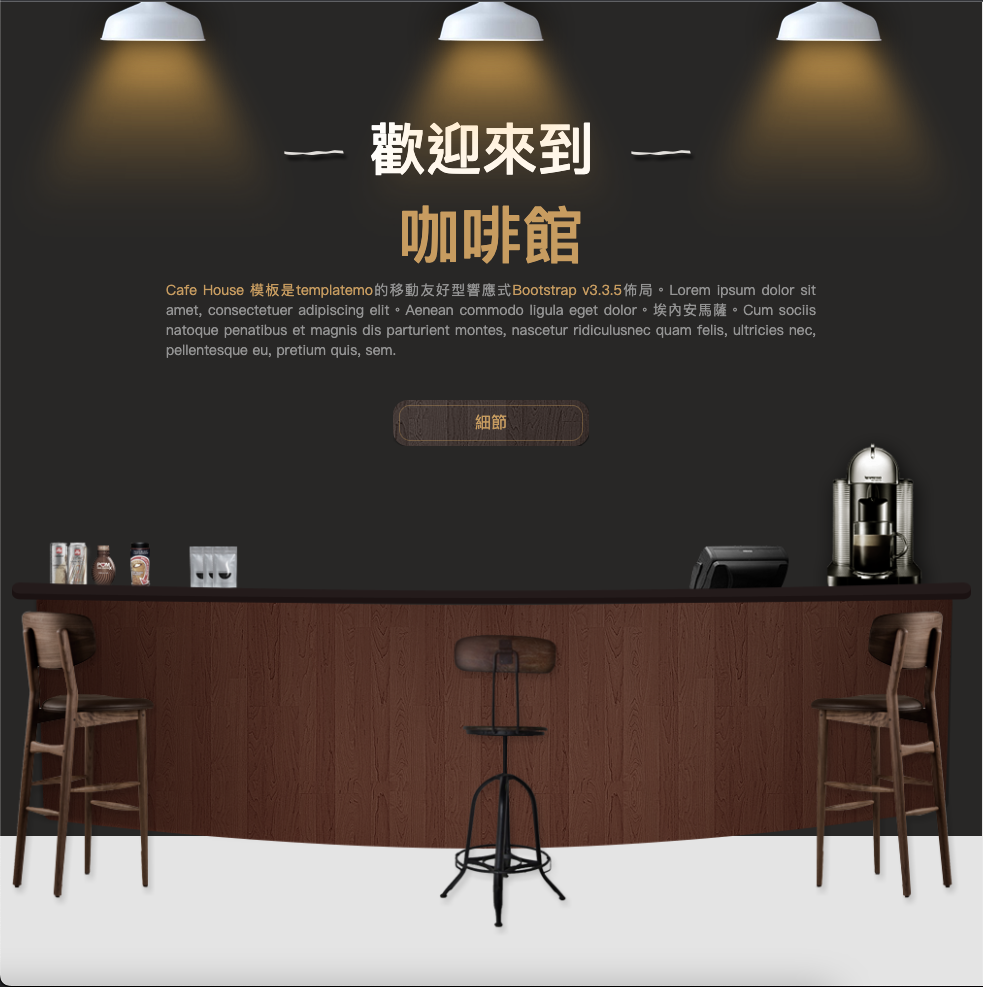 歡迎來到
咖啡館
Cafe House 模板是templatemo的移動友好型響應式Bootstrap v3.3.5佈局。Lorem ipsum dolor sit
amet, consectetuer adipiscing elit。Aenean commodo ligula eget dolor。埃內安馬薩。Cum sociis
natoque penatibus et magnis dis parturient montes, nascetur ridiculusnec quam felis, ultricies nec,
pellentesque eu, pretium quis, sem.
細節
POM